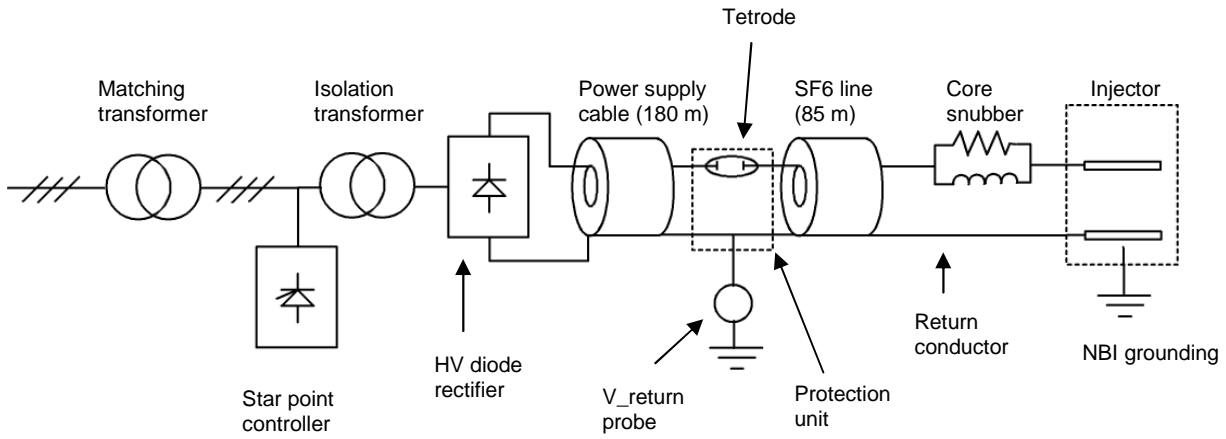 Tetrode
Matching
transformer
Isolation
transformer
Power supply
cable (180 m)
SF6 line
(85 m)
Core
snubber
Injector
Star point
controller
HV diode
rectifier
V_return
probe
Protection
unit
Return
conductor
NBI grounding